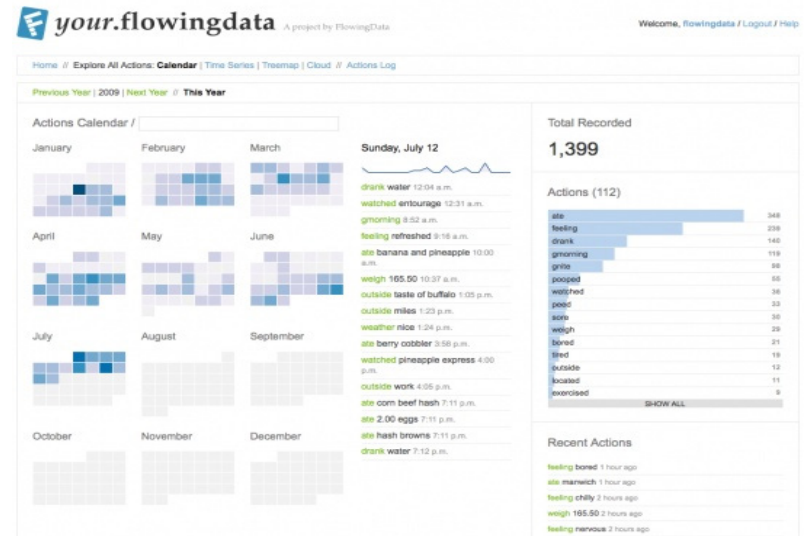 your.flowingdata A project by FlowingData
Welcome, flowingdata / Logout / Help
Home // Explore All Actions: Calendar | Time Series | Treemap | Cloud // Actions Log
Previous Year | 2009 | Next Year // This Year
Actions Calendar /
January
February
March
April
May
June
July
August
September
October
November
December
Sunday, July 12
drank water 12:04 a.m.
watched entourage 12:31 a.m.
gmorning 8:52 a.m.
feeling refreshed 9:16 a.m.
ate banana and pineapple 10:00
a.m.
weigh 165.50 10:37 a.m.
outside taste of buffalo 1:05 p.m.
outside miles 1:23 p.m.
weather nice 1:24 p.m.
ate berry cobbler 3:56 p.m.
watched pineapple express 4:00
p.m.
outside work 4:05 p.m.
ate corn beef hash 7:11 p.m.
ate 2.00 eggs 7:11 p.m.
ate hash browns 7:11 p.m.
drank water 7:12 p.m.
Total Recorded
1,399
Actions (112)
ate 348
feeling 239
drank 140
gmorning 119
gnite 98
pooped 55
watched 36
peed 33
sore 30
weigh 29
bored 21
tired 19
outside 12
located 11
exercised 9
SHOW ALL
Recent Actions
feeling bored 1 hour ago
ate manwich 1 hour ago
feeling chilly 2 hours ago
weigh 165.50 2 hours ago
feeling nervous 2 hours ago